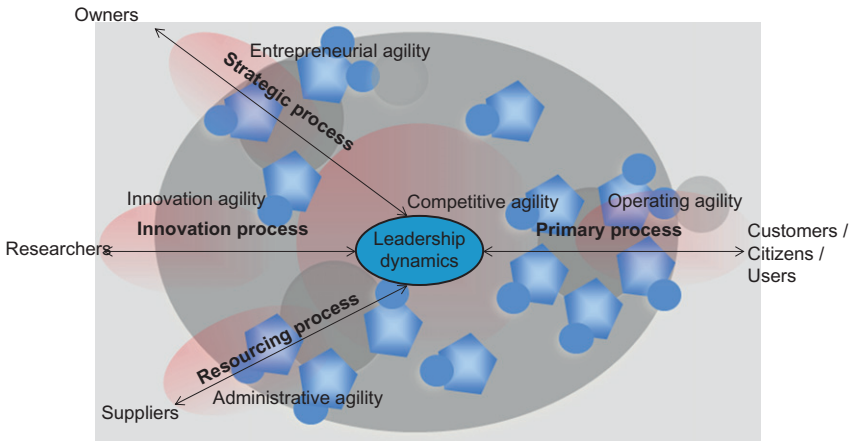 Owners
Entrepreneurial agility
Strategic process
Innovation agility
Competitive agility
Operating agility
Researchers
Innovation process
Leadership
dynamics
Primary process
Customers /
Citizens /
Users
Resourcing process
Administrative agility
Suppliers